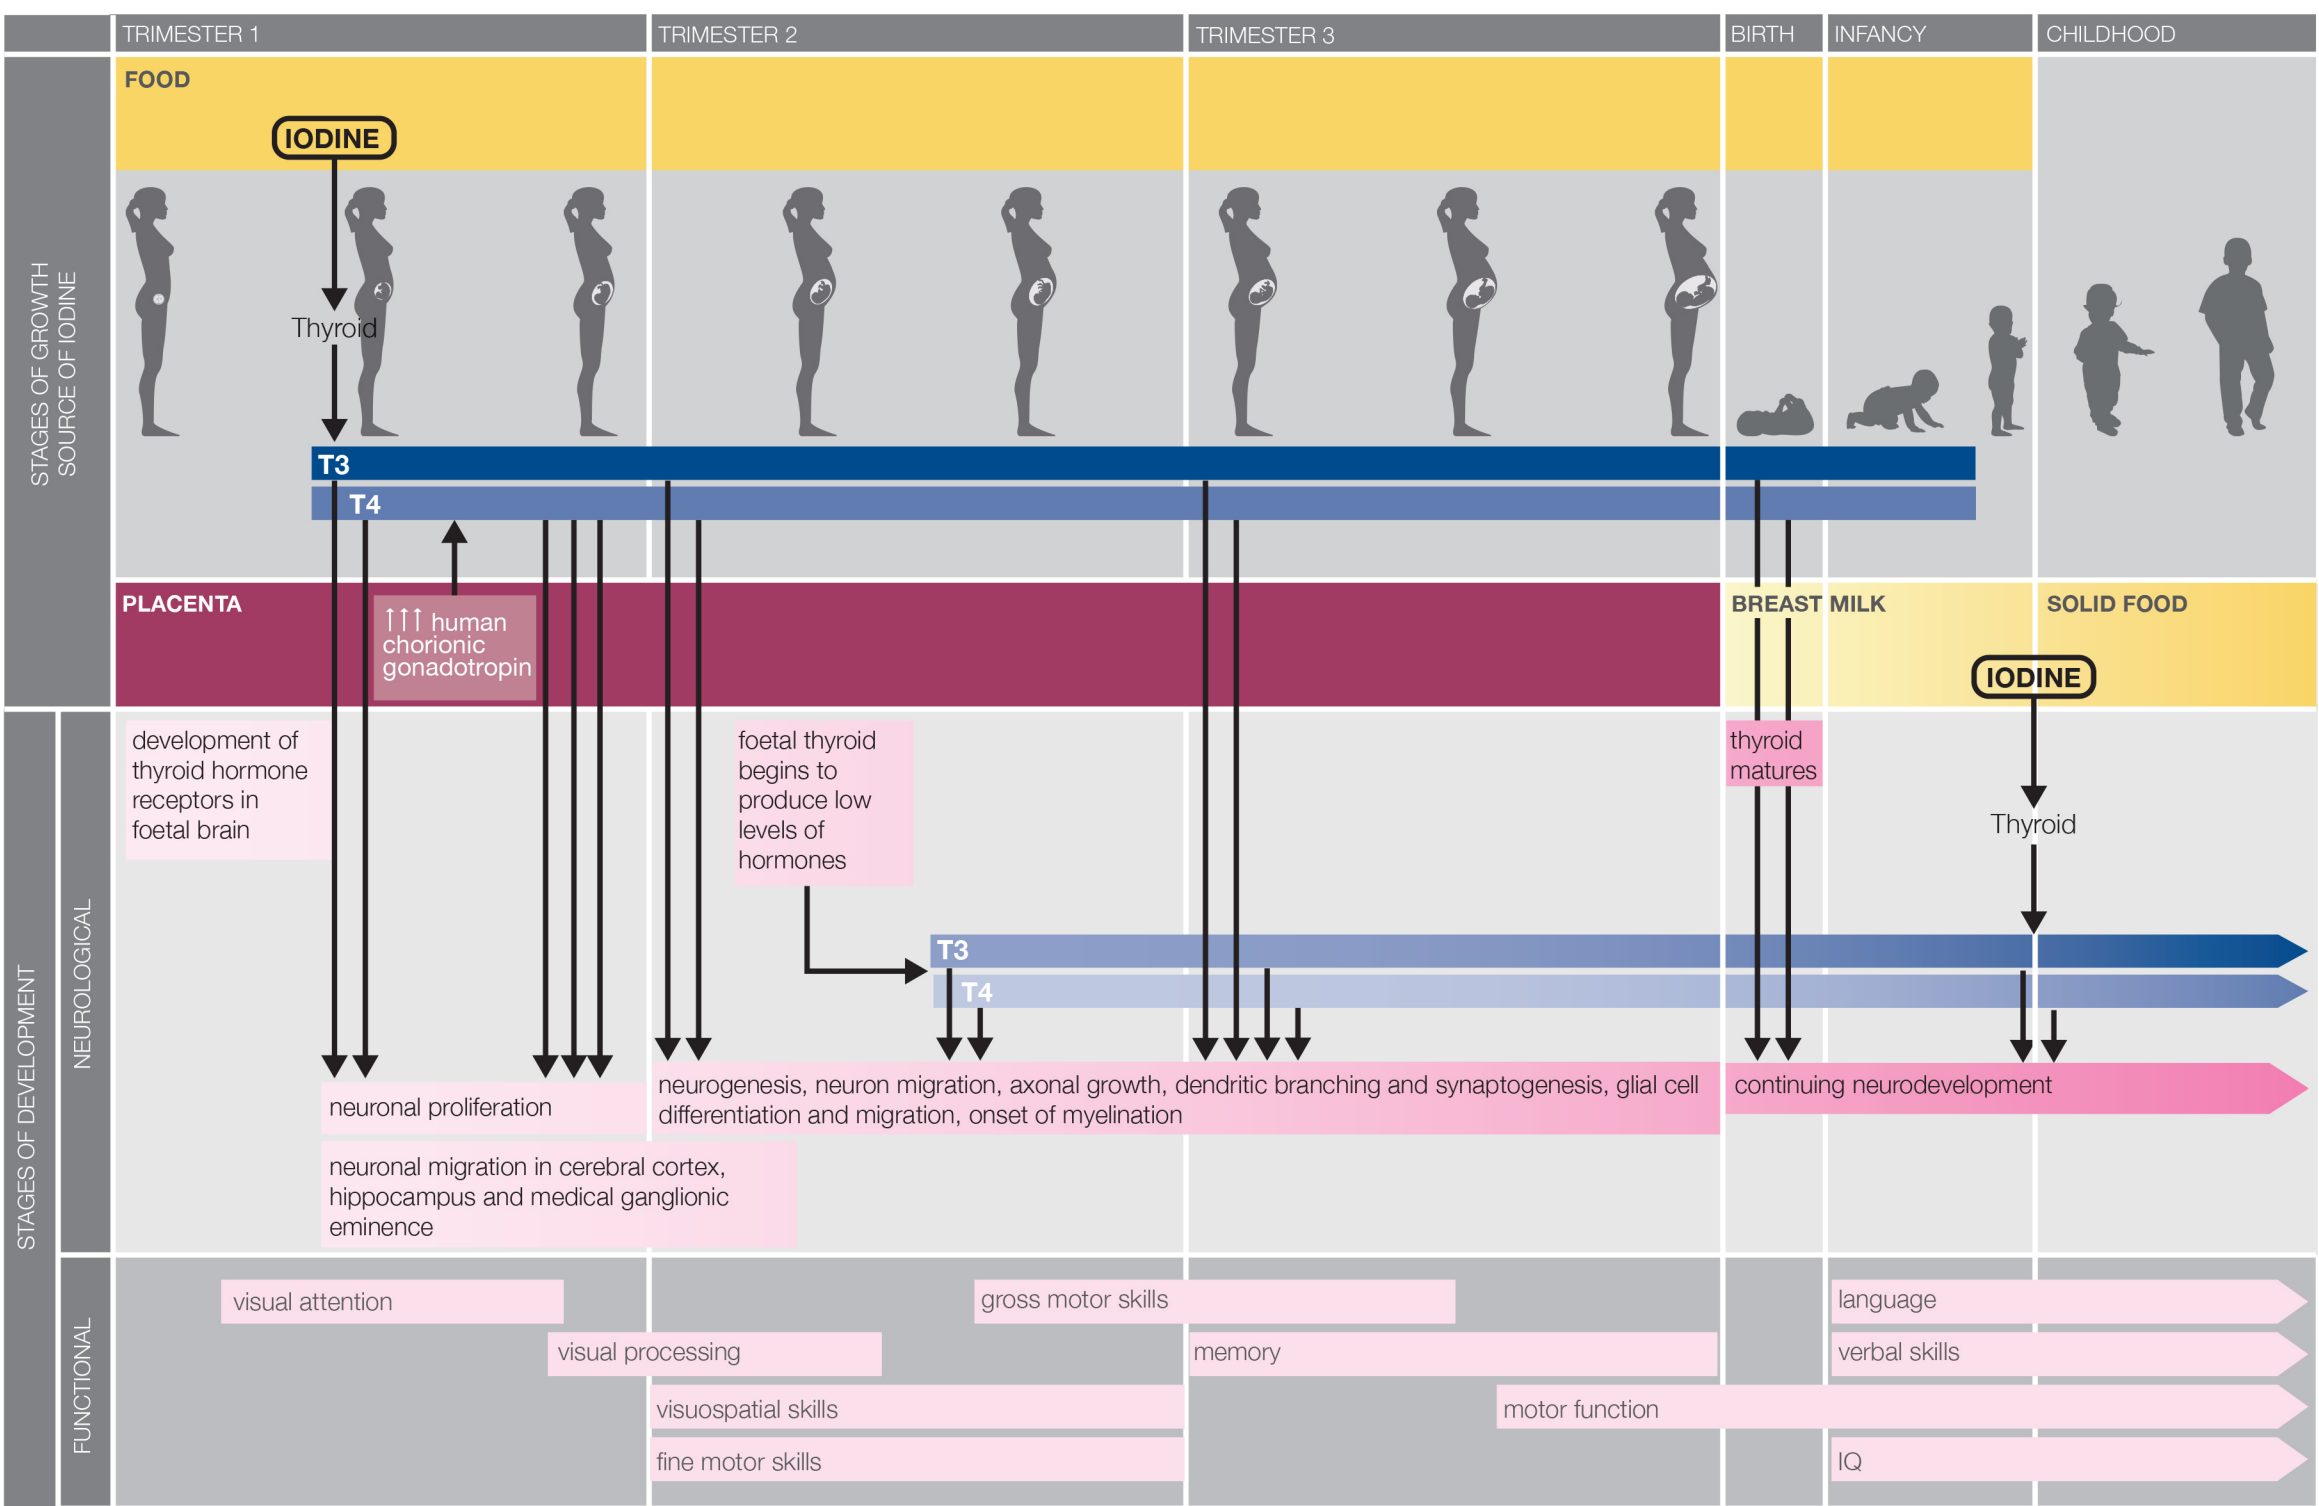 TRIMESTER 1
TRIMESTER 2
TRIMESTER 3
BIRTH
INFANCY
CHILDHOOD
STAGES OF GROWTH
SOURCE OF IODINE
FOOD
IODINE
Thyroid
T3
T4
PLACENTA
↑↑↑ human
chorionic
gonadotropin
BREAST MILK
SOLID FOOD
IODINE
STAGES OF DEVELOPMENT
NEUROLOGICAL
development of
thyroid hormone
receptors in
foetal brain
foetal thyroid
begins to
produce low
levels of
hormones
thyroid
matures
Thyroid
T3
T4
neuronal proliferation
neurogenesis, neuron migration, axonal growth, dendritic branching and synaptogenesis, glial cell
differentiation and migration, onset of myelination
continuing neurodevelopment
neuronal migration in cerebral cortex,
hippocampus and medical ganglionic
eminence
FUNCTIONAL
visual attention
gross motor skills
language
visual processing
memory
verbal skills
visuospatial skills
motor function
fine motor skills
IQ